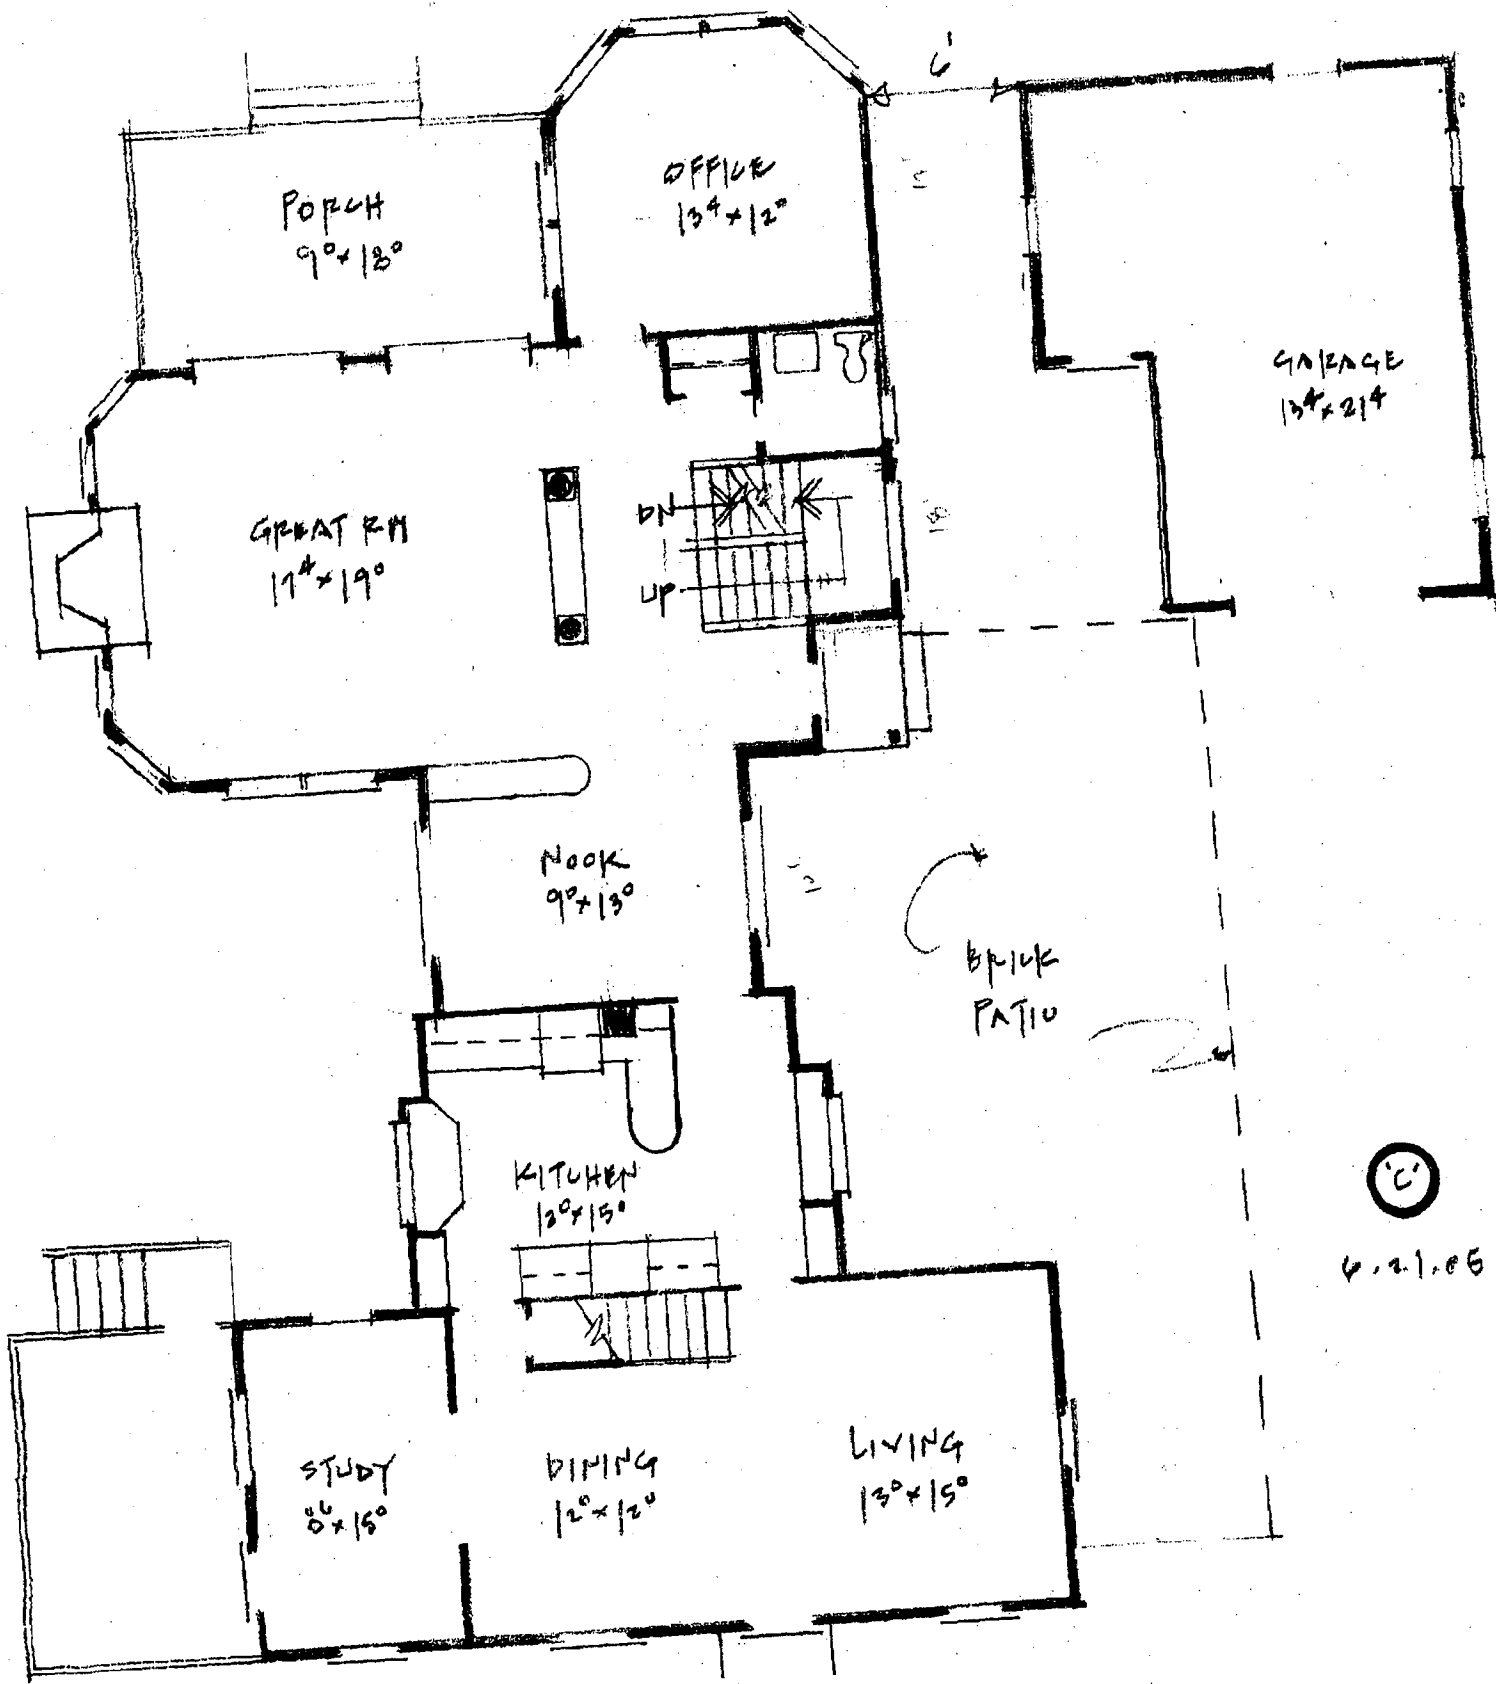 6'
OFFICE
13⁴ x 12⁰
PORCH
9⁰ x 18⁰
GARAGE
13⁴ x 21⁴
GREAT RM
17⁴ x 19⁰
DN
UP
NOOK
9⁰ x 13⁰
BRICK
PATIO
KITCHEN
12⁰ x 15⁰
'C'
6.21.05
STUDY
8⁶ x 15⁰
DINING
12⁰ x 12⁰
LIVING
13⁰ x 15⁰